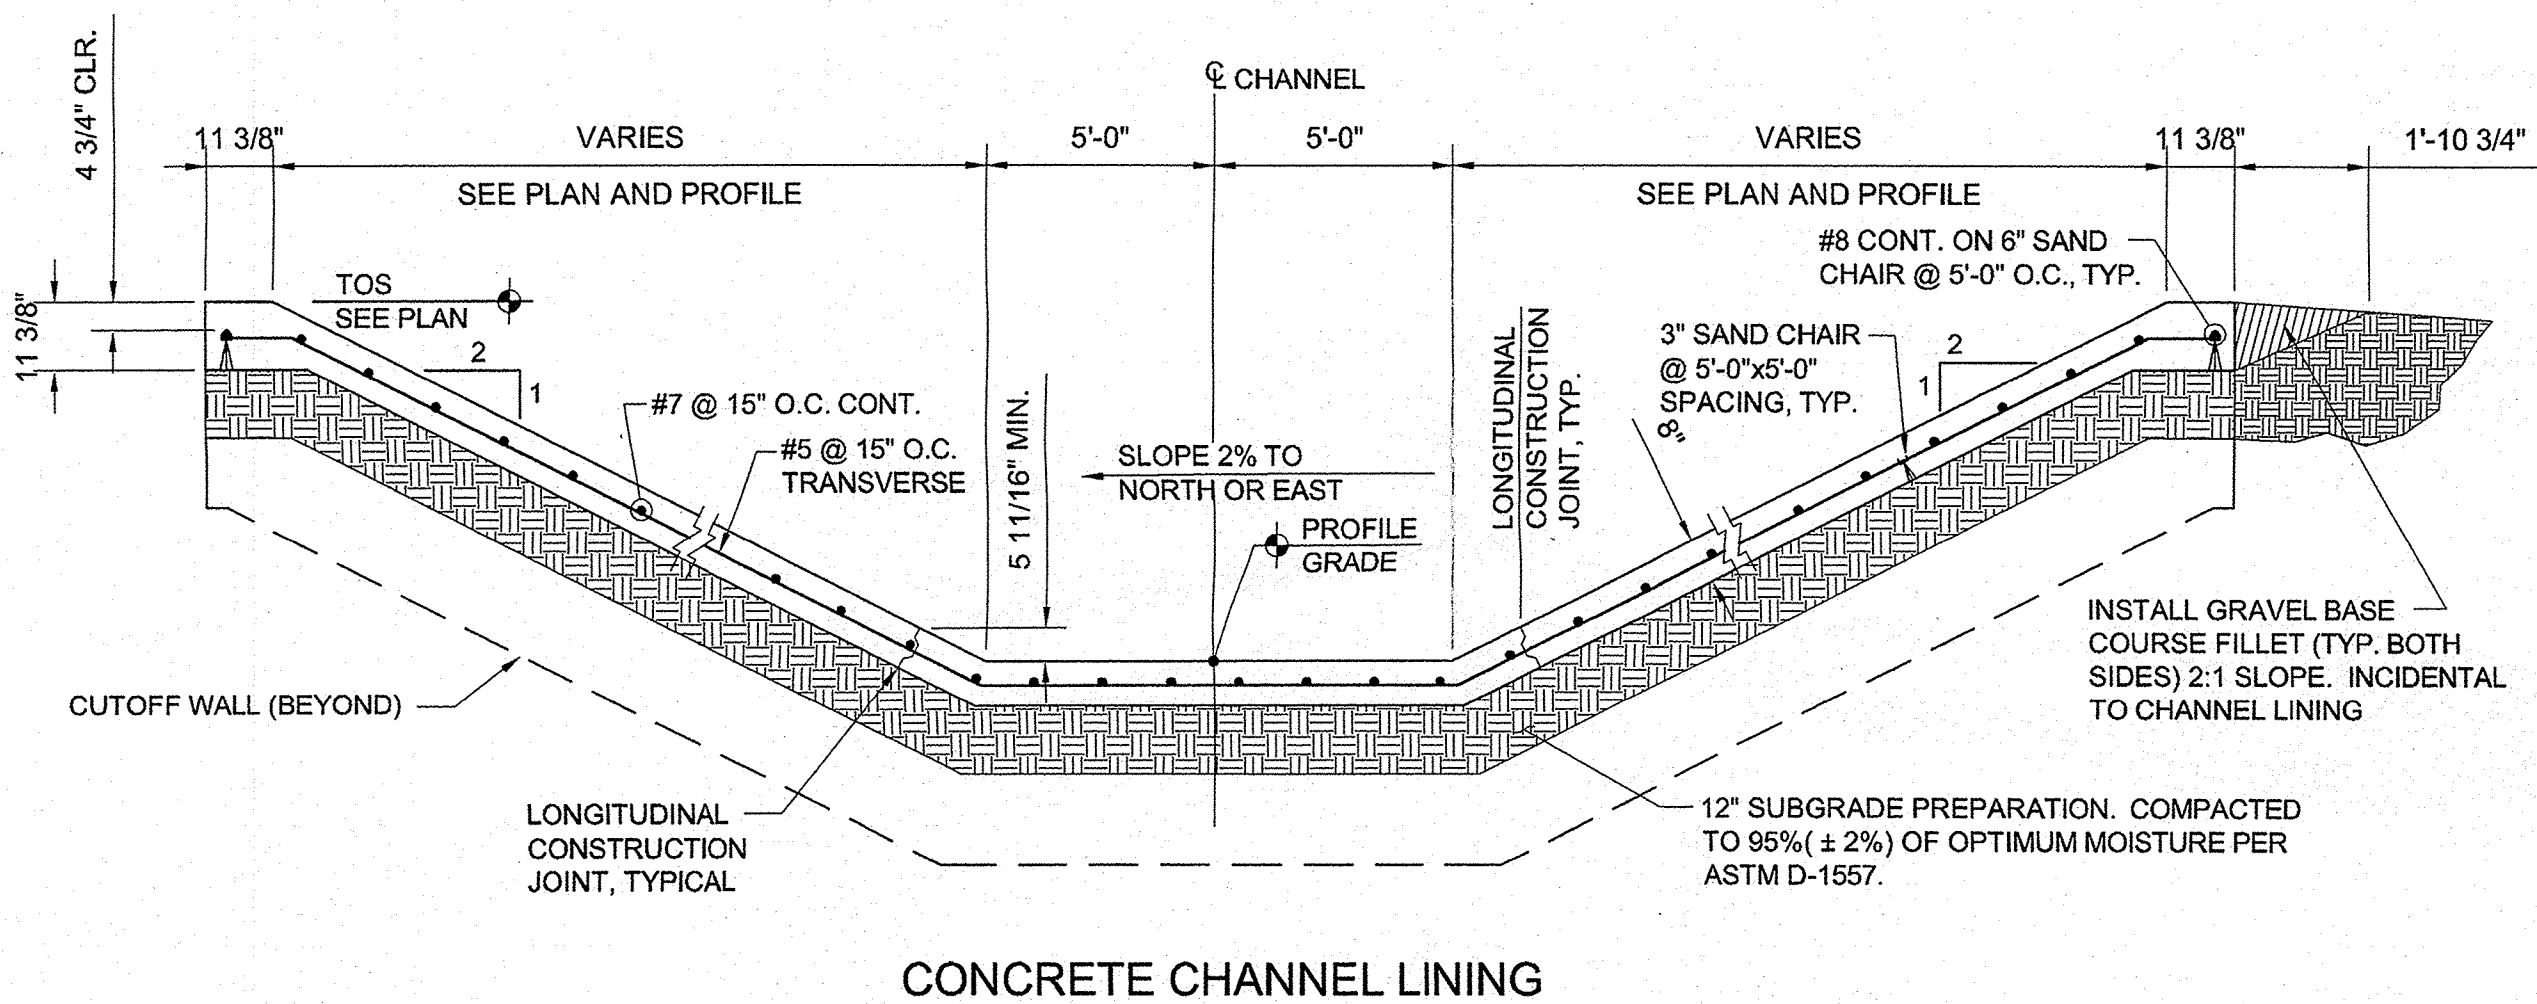 4 3/4" CLR.
℄ CHANNEL
11 3/8"
VARIES
5'-0"
5'-0"
VARIES
11 3/8"
1'-10 3/4"
SEE PLAN AND PROFILE
SEE PLAN AND PROFILE
#8 CONT. ON 6" SAND
CHAIR @ 5'-0" O.C., TYP.
11 3/8"
TOS
SEE PLAN
2
1
#7 @ 15" O.C. CONT.
#5 @ 15" O.C.
TRANSVERSE
5 11/16" MIN.
SLOPE 2% TO
NORTH OR EAST
PROFILE
GRADE
LONGITUDINAL
CONSTRUCTION
JOINT, TYP.
3" SAND CHAIR
@ 5'-0"x5'-0"
SPACING, TYP.
8"
2
1
INSTALL GRAVEL BASE
COURSE FILLET (TYP. BOTH
SIDES) 2:1 SLOPE. INCIDENTAL
TO CHANNEL LINING
CUTOFF WALL (BEYOND)
LONGITUDINAL
CONSTRUCTION
JOINT, TYPICAL
12" SUBGRADE PREPARATION. COMPACTED
TO 95%( ± 2%) OF OPTIMUM MOISTURE PER
ASTM D-1557.
CONCRETE CHANNEL LINING